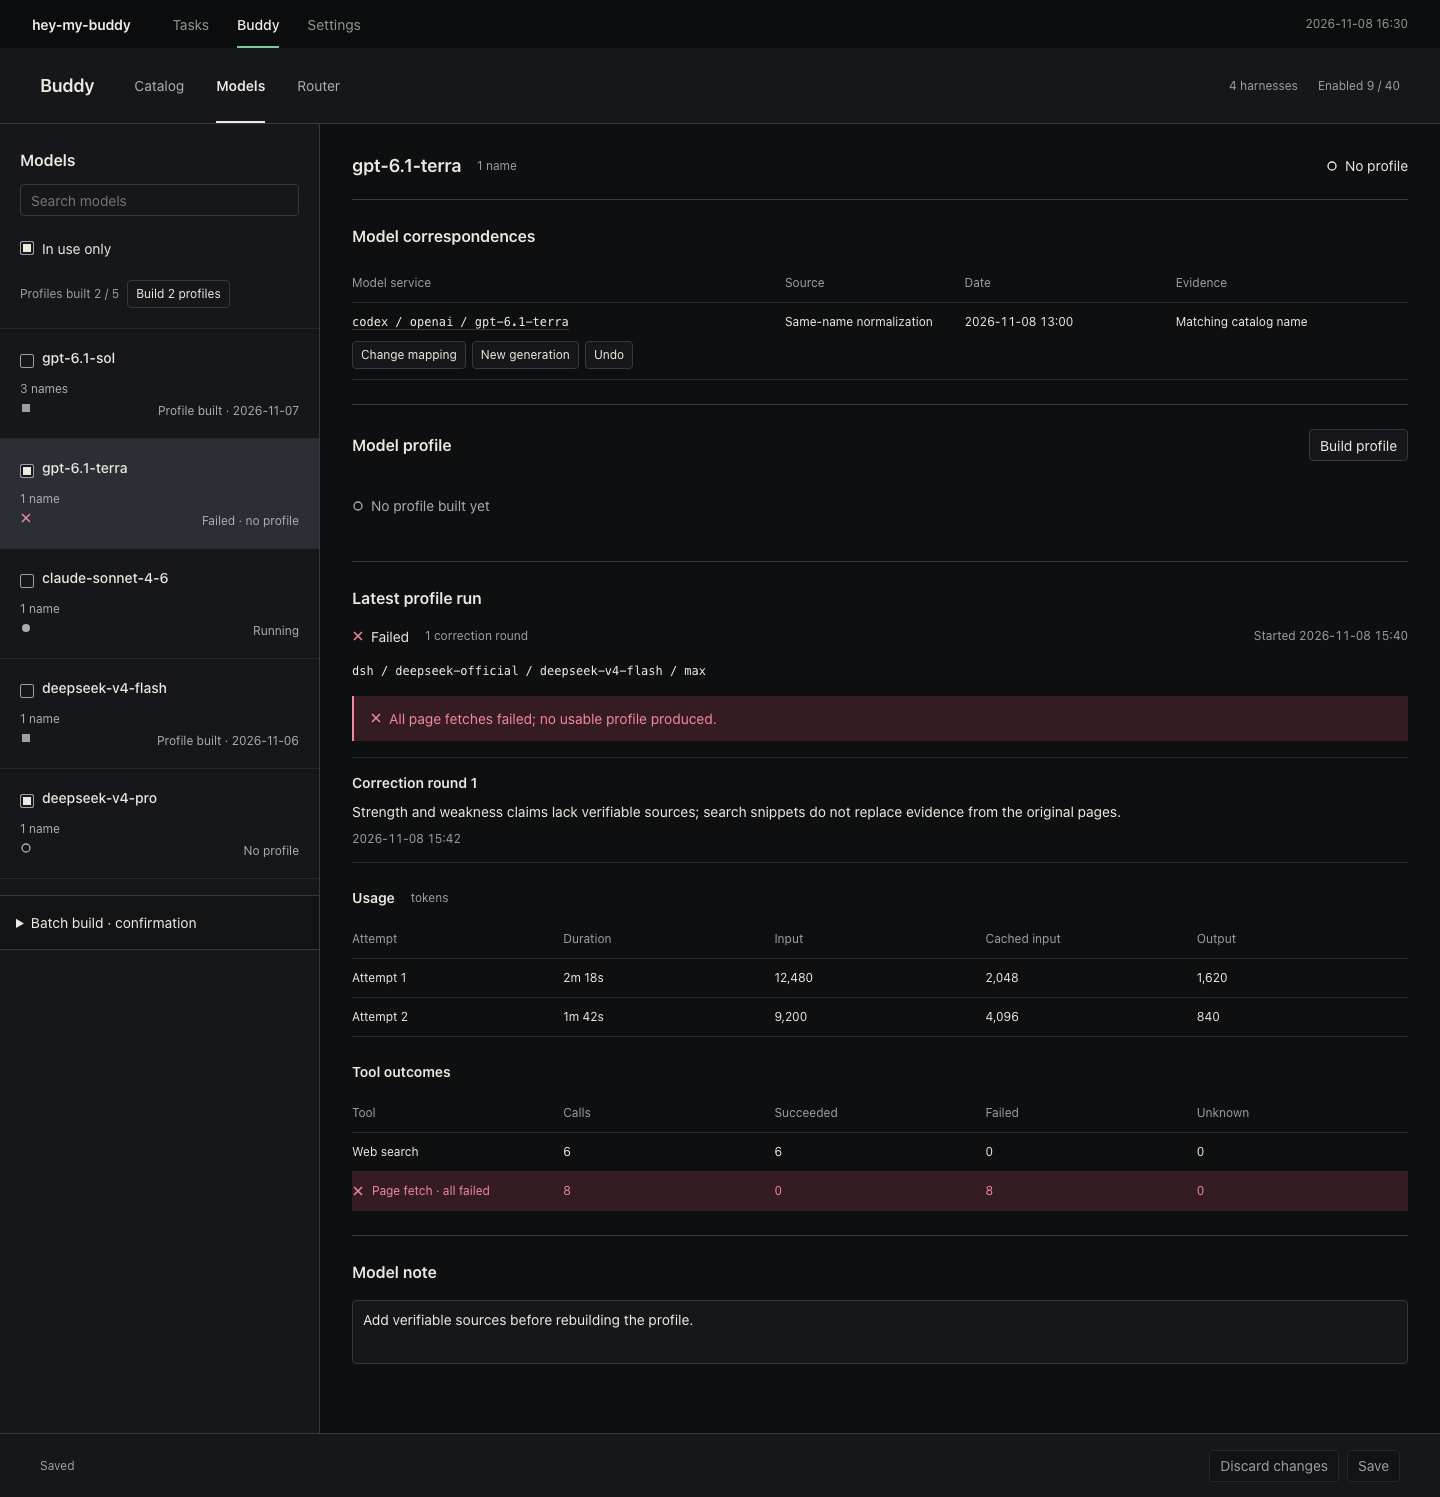 hey-my-buddy Tasks Buddy Settings 2026-11-08 16:30
Buddy Catalog Models Router 4 harnesses Enabled 9 / 40
Models
Search models
In use only
Profiles built 2 / 5 Build 2 profiles
gpt-6.1-sol
3 names
Profile built · 2026-11-07
gpt-6.1-terra
1 name
Failed · no profile
claude-sonnet-4-6
1 name
Running
deepseek-v4-flash
1 name
Profile built · 2026-11-06
deepseek-v4-pro
1 name
No profile
Batch build · confirmation
gpt-6.1-terra 1 name No profile
Model correspondences
Model service Source Date Evidence
codex / openai / gpt-6.1-terra Same-name normalization 2026-11-08 13:00 Matching catalog name
Change mapping New generation Undo
Model profile Build profile
No profile built yet
Latest profile run
Failed 1 correction round Started 2026-11-08 15:40
dsh / deepseek-official / deepseek-v4-flash / max
All page fetches failed; no usable profile produced.
Correction round 1
Strength and weakness claims lack verifiable sources; search snippets do not replace evidence from the original pages.
2026-11-08 15:42
Usage tokens
Attempt Duration Input Cached input Output
Attempt 1 2m 18s 12,480 2,048 1,620
Attempt 2 1m 42s 9,200 4,096 840
Tool outcomes
Tool Calls Succeeded Failed Unknown
Web search 6 6 0 0
Page fetch · all failed 8 0 8 0
Model note
Add verifiable sources before rebuilding the profile.
Saved Discard changes Save